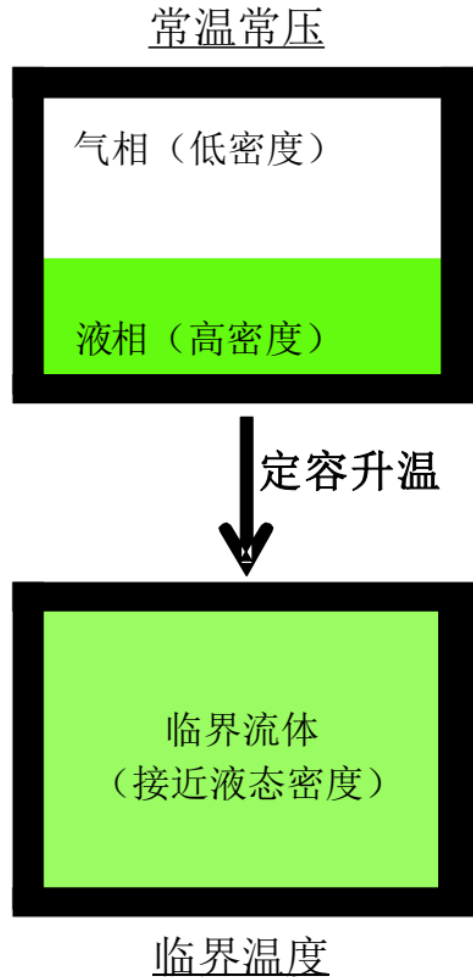 常温常压
气相（低密度）
液相（高密度）
定容升温
临界流体
（接近液态密度）
临界温度